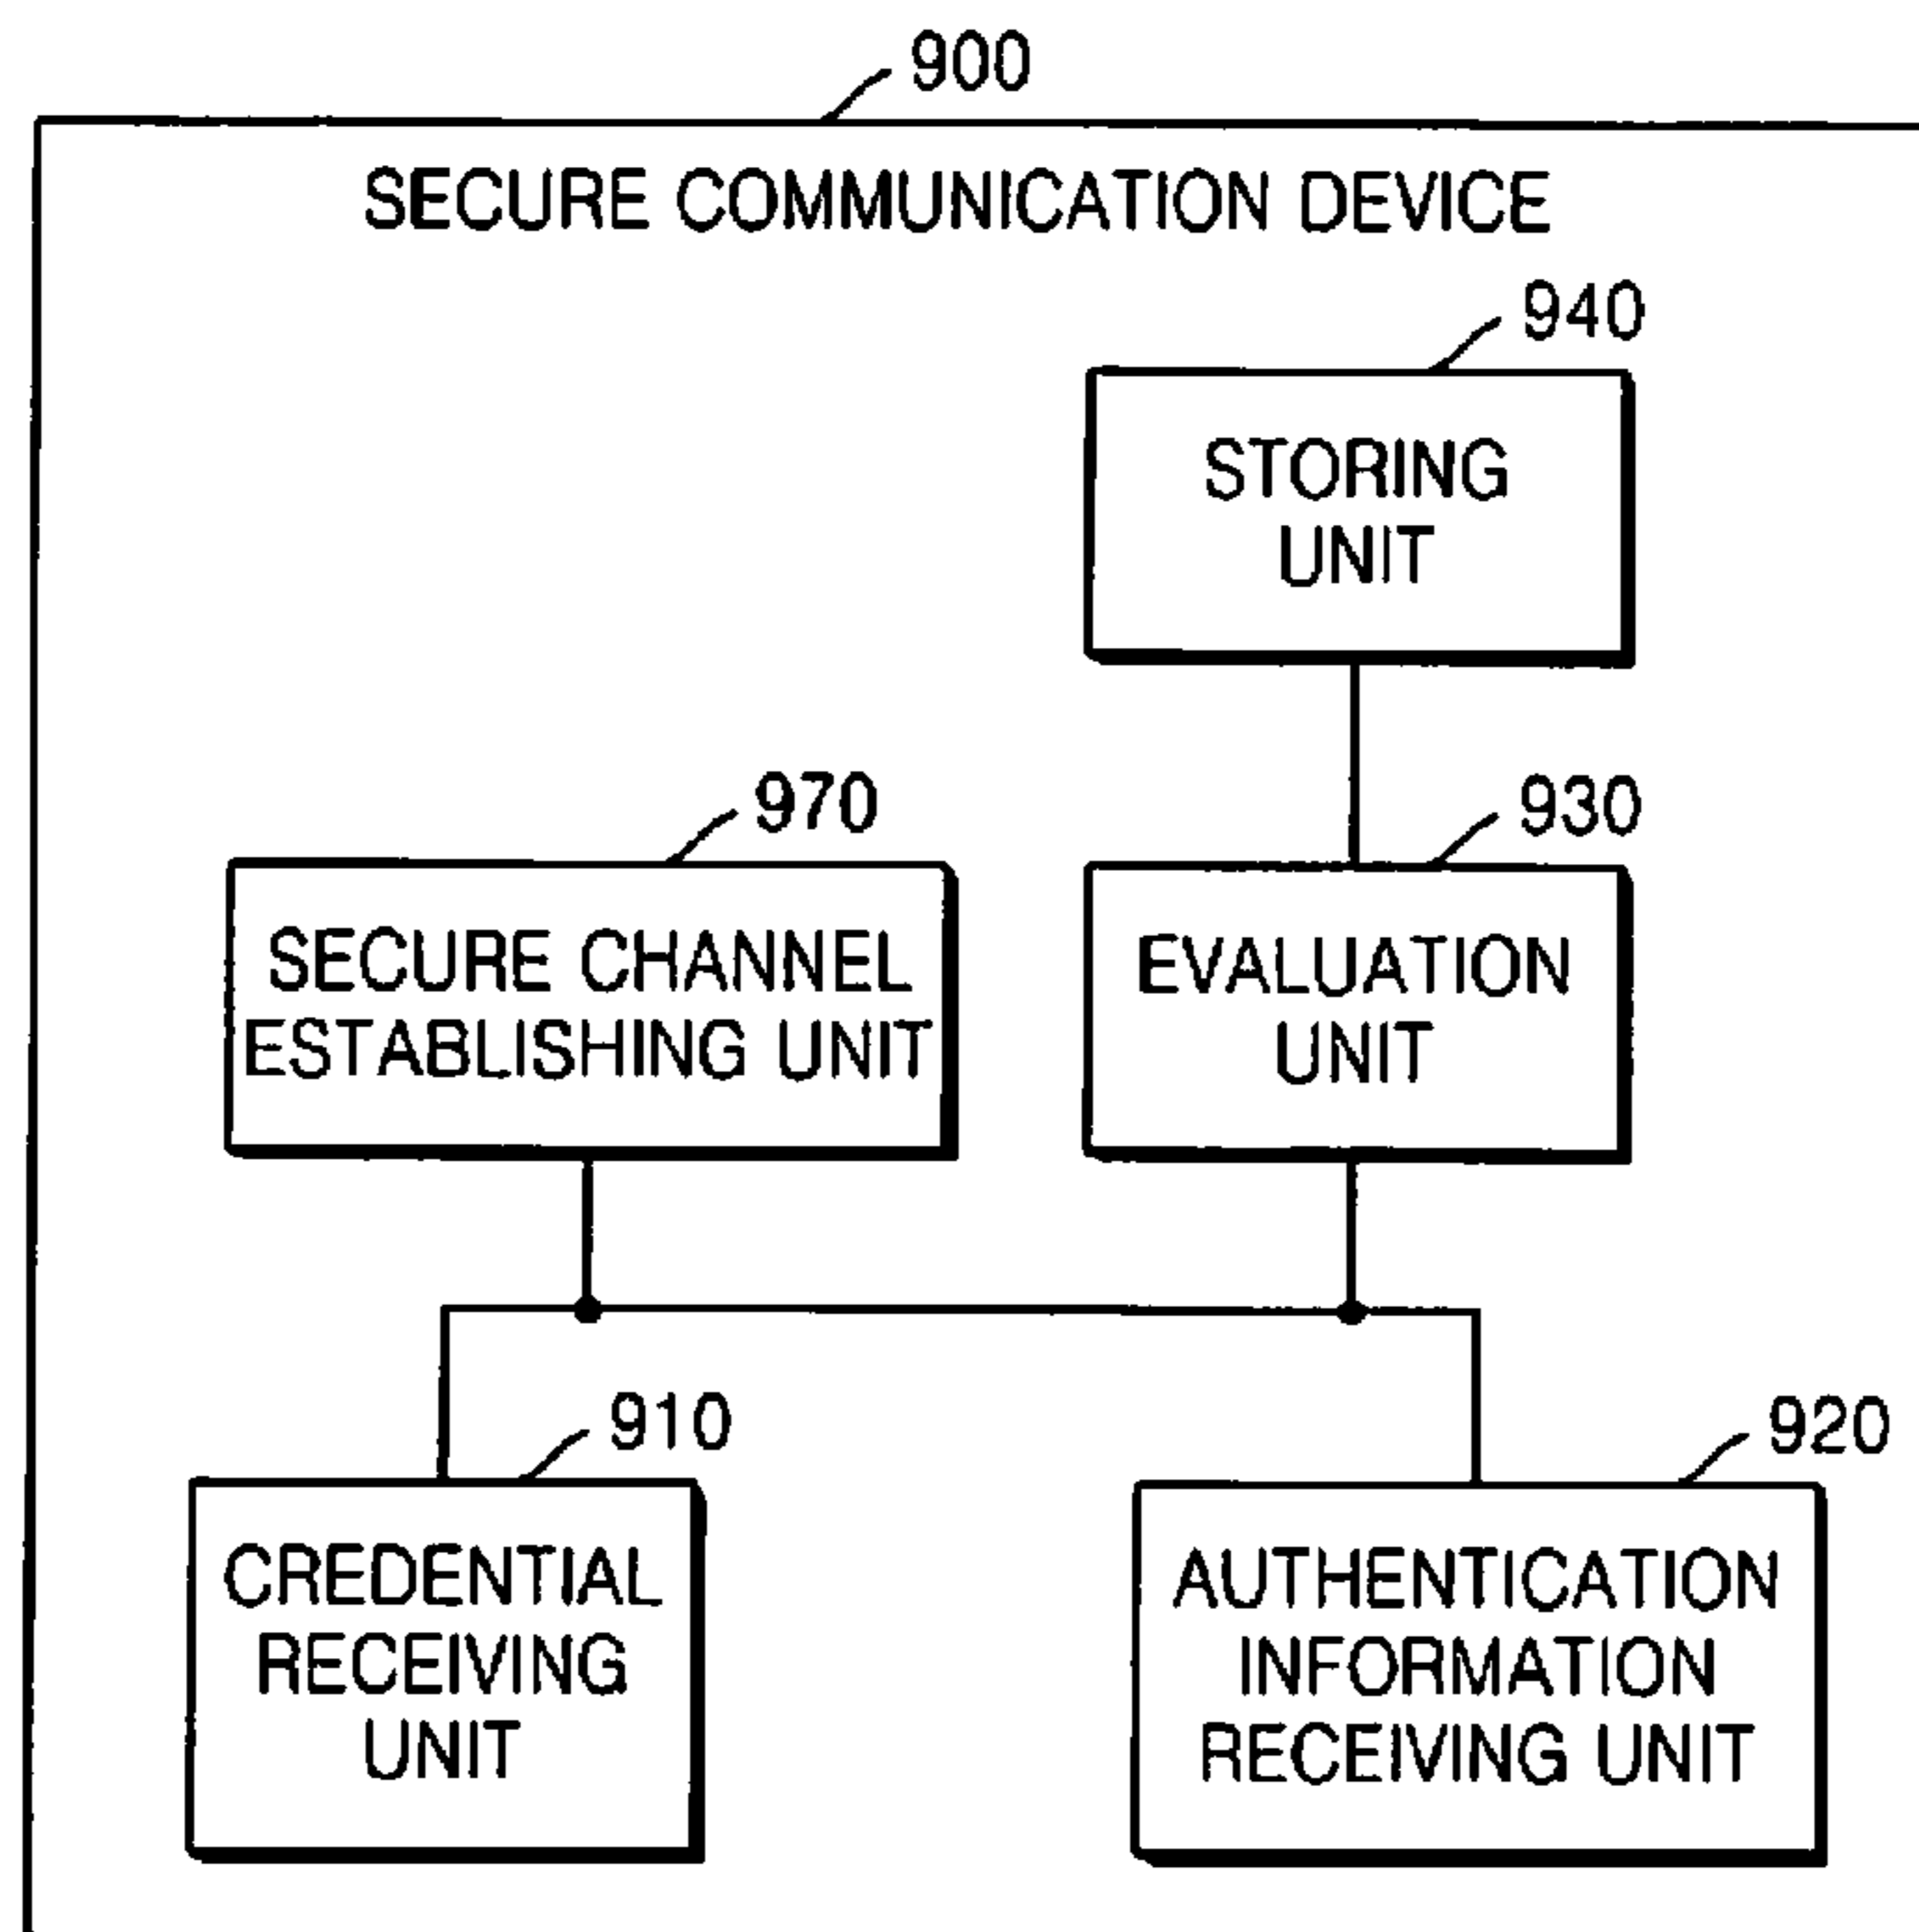 900
SECURE COMMUNICATION DEVICE
940
STORING
UNIT
970
SECURE CHANNEL
ESTABLISHING UNIT
930
EVALUATION
UNIT
910
CREDENTIAL
RECEIVING
UNIT
920
AUTHENTICATION
INFORMATION
RECEIVING UNIT